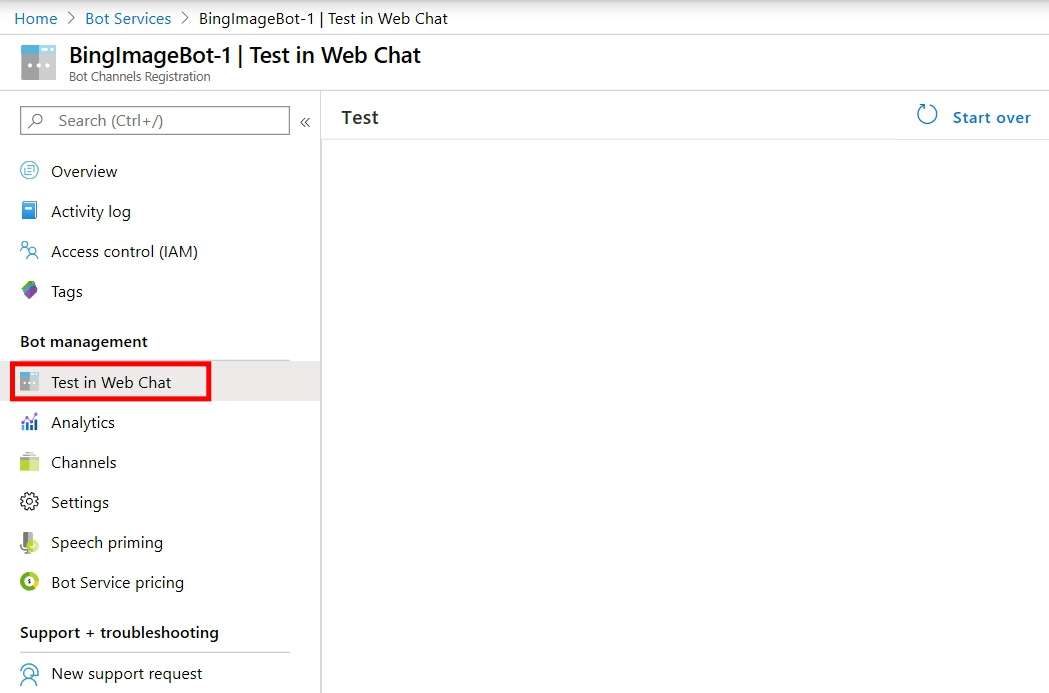 Home > Bot Services > BingImageBot-1 | Test in Web Chat
BingImageBot-1 | Test in Web Chat
Bot Channels Registration
Search (Ctrl+/)
«
Test
Start over
Overview
Activity log
Access control (IAM)
Tags
Bot management
Test in Web Chat
Analytics
Channels
Settings
Speech priming
Bot Service pricing
Support + troubleshooting
New support request